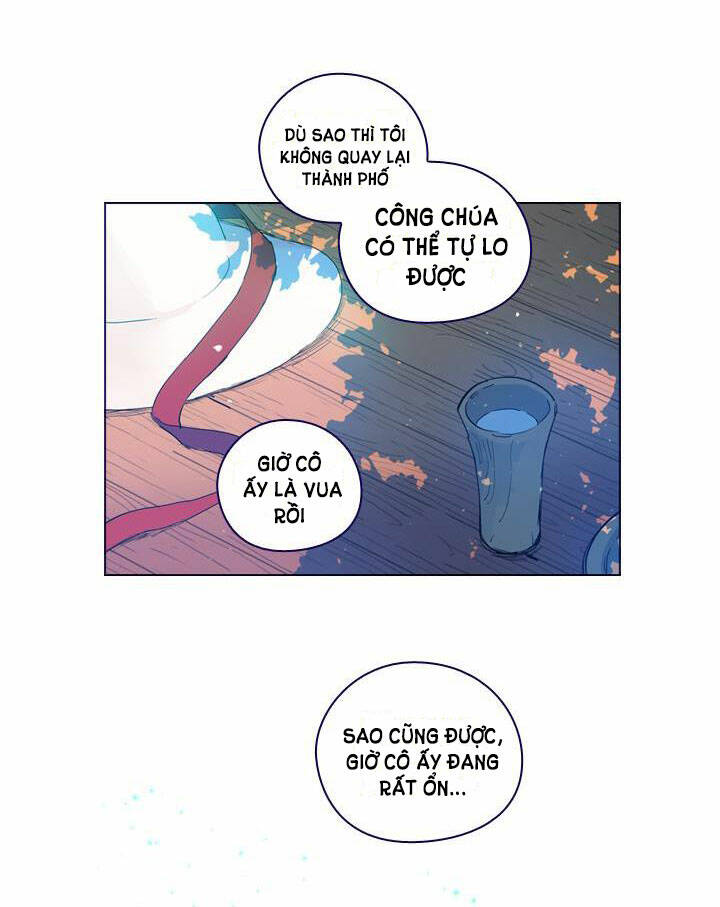 DÙ SAO THÌ TÔI
KHÔNG QUAY LẠI
THÀNH PHỐ
CÔNG CHÚA
CÓ THỂ TỰ LO
ĐƯỢC
GIỜ CÔ
ẤY LÀ VUA
RỒI
SAO CŨNG ĐƯỢC,
GIỜ CÔ ẤY ĐANG
RẤT ỔN...